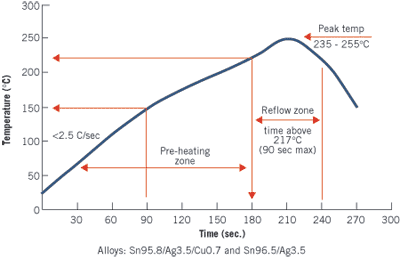 300
250
200
150
100
50
0
Temperature (°C)
<2.5 C/sec
Pre-heating
zone
Peak temp
235 - 255°C
Reflow zone
time above
217°C
(90 sec max)
30 60 90 120 150 180 210 240 270 300
Time (sec.)
Alloys: Sn95.8/Ag3.5/Cu0.7 and Sn96.5/Ag3.5